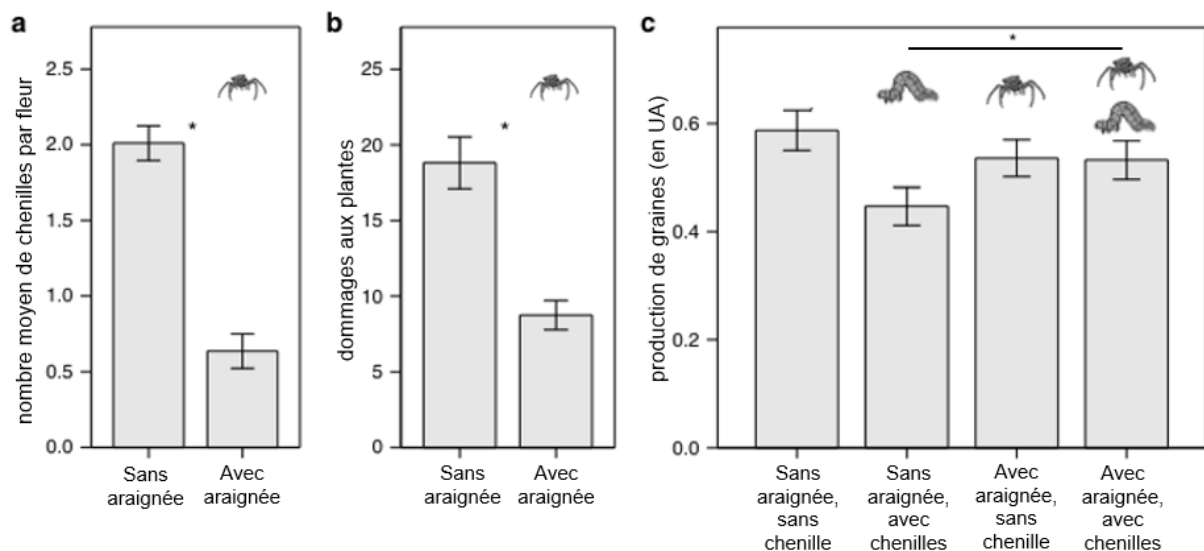 a
nombre moyen de chenilles par fleur
2.5
2.0
1.5
1.0
0.5
0.0
*
Sans
araignée
Avec
araignée
b
dommages aux plantes
25
20
15
10
5
0
*
Sans
araignée
Avec
araignée
c
production de graines (en UA)
0.6
0.4
0.2
0.0
*
Sans
araignée,
sans
chenille
Sans
araignée,
avec
chenilles
Avec
araignée,
sans
chenille
Avec
araignée,
avec
chenilles